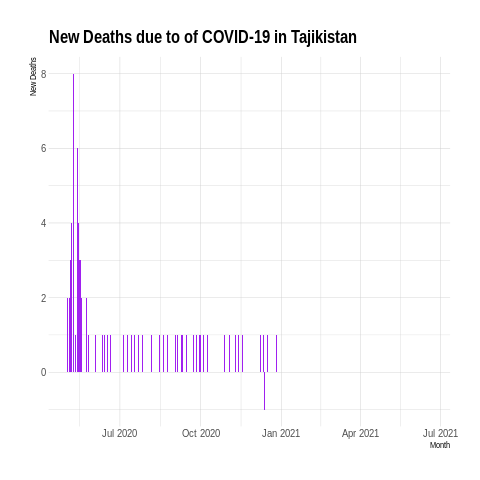 New Deaths due to of COVID-19 in Tajikistan
New Deaths
8
6
4
2
0
Jul 2020 Oct 2020 Jan 2021 Apr 2021 Jul 2021
Month